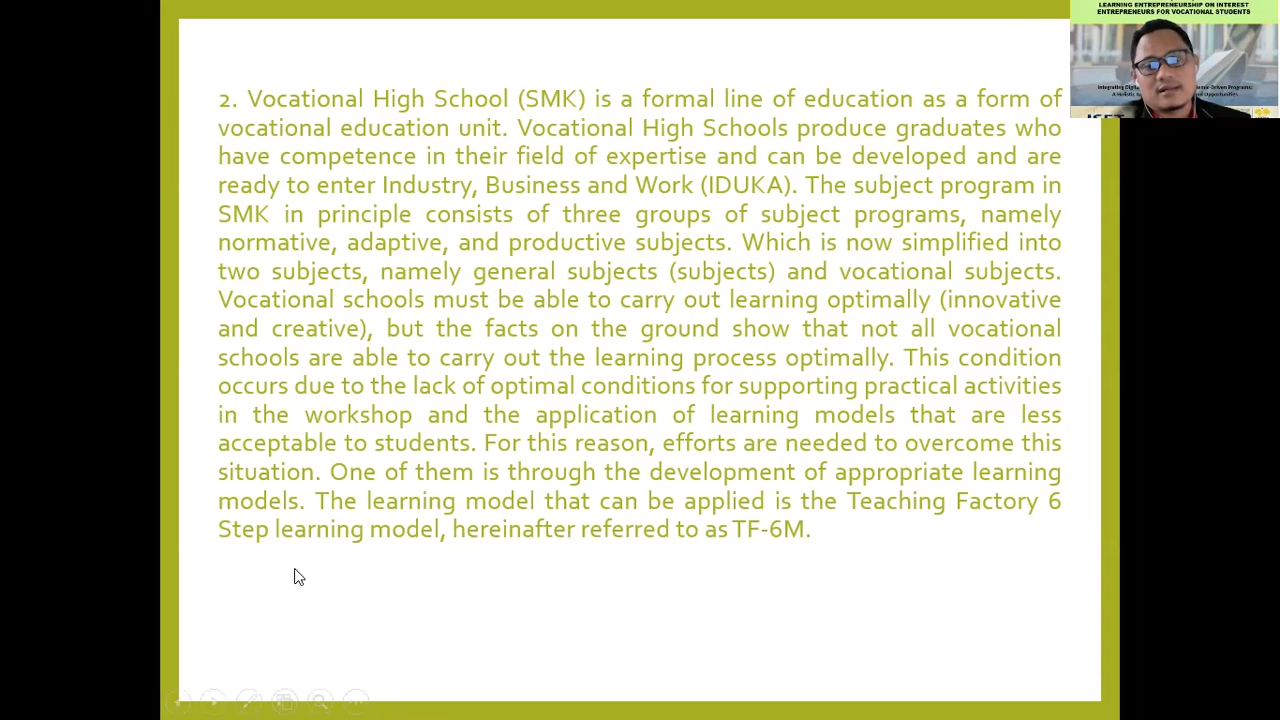 LEARNING ENTREPRENEURSHIP ON INTEREST
ENTREPRENEURS FOR VOCATIONAL STUDENTS
2. Vocational High School (SMK) is a formal line of education as a form of
vocational education unit. Vocational High Schools produce graduates who
have competence in their field of expertise and can be developed and are
ready to enter Industry, Business and Work (IDUKA). The subject program in
SMK in principle consists of three groups of subject programs, namely
normative, adaptive, and productive subjects. Which is now simplified into
two subjects, namely general subjects (subjects) and vocational subjects.
Vocational schools must be able to carry out learning optimally (innovative
and creative), but the facts on the ground show that not all vocational
schools are able to carry out the learning process optimally. This condition
occurs due to the lack of optimal conditions for supporting practical activities
in the workshop and the application of learning models that are less
acceptable to students. For this reason, efforts are needed to overcome this
situation. One of them is through the development of appropriate learning
models. The learning model that can be applied is the Teaching Factory 6
Step learning model, hereinafter referred to as TF-6M.